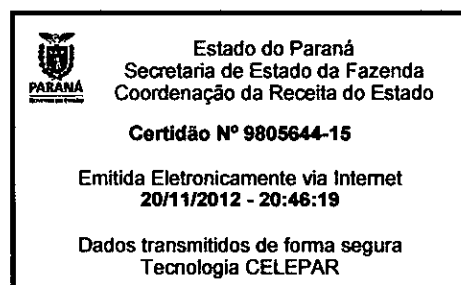 Estado do Paraná
Secretaria de Estado da Fazenda
PARANÁ
Coordenação da Receita do Estado
Certidão Nº 9805644-15
Emitida Eletronicamente via Internet
20/11/2012 - 20:46:19
Dados transmitidos de forma segura
Tecnologia CELEPAR